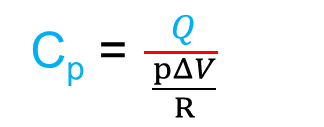 Cp = Q
pΔV
R